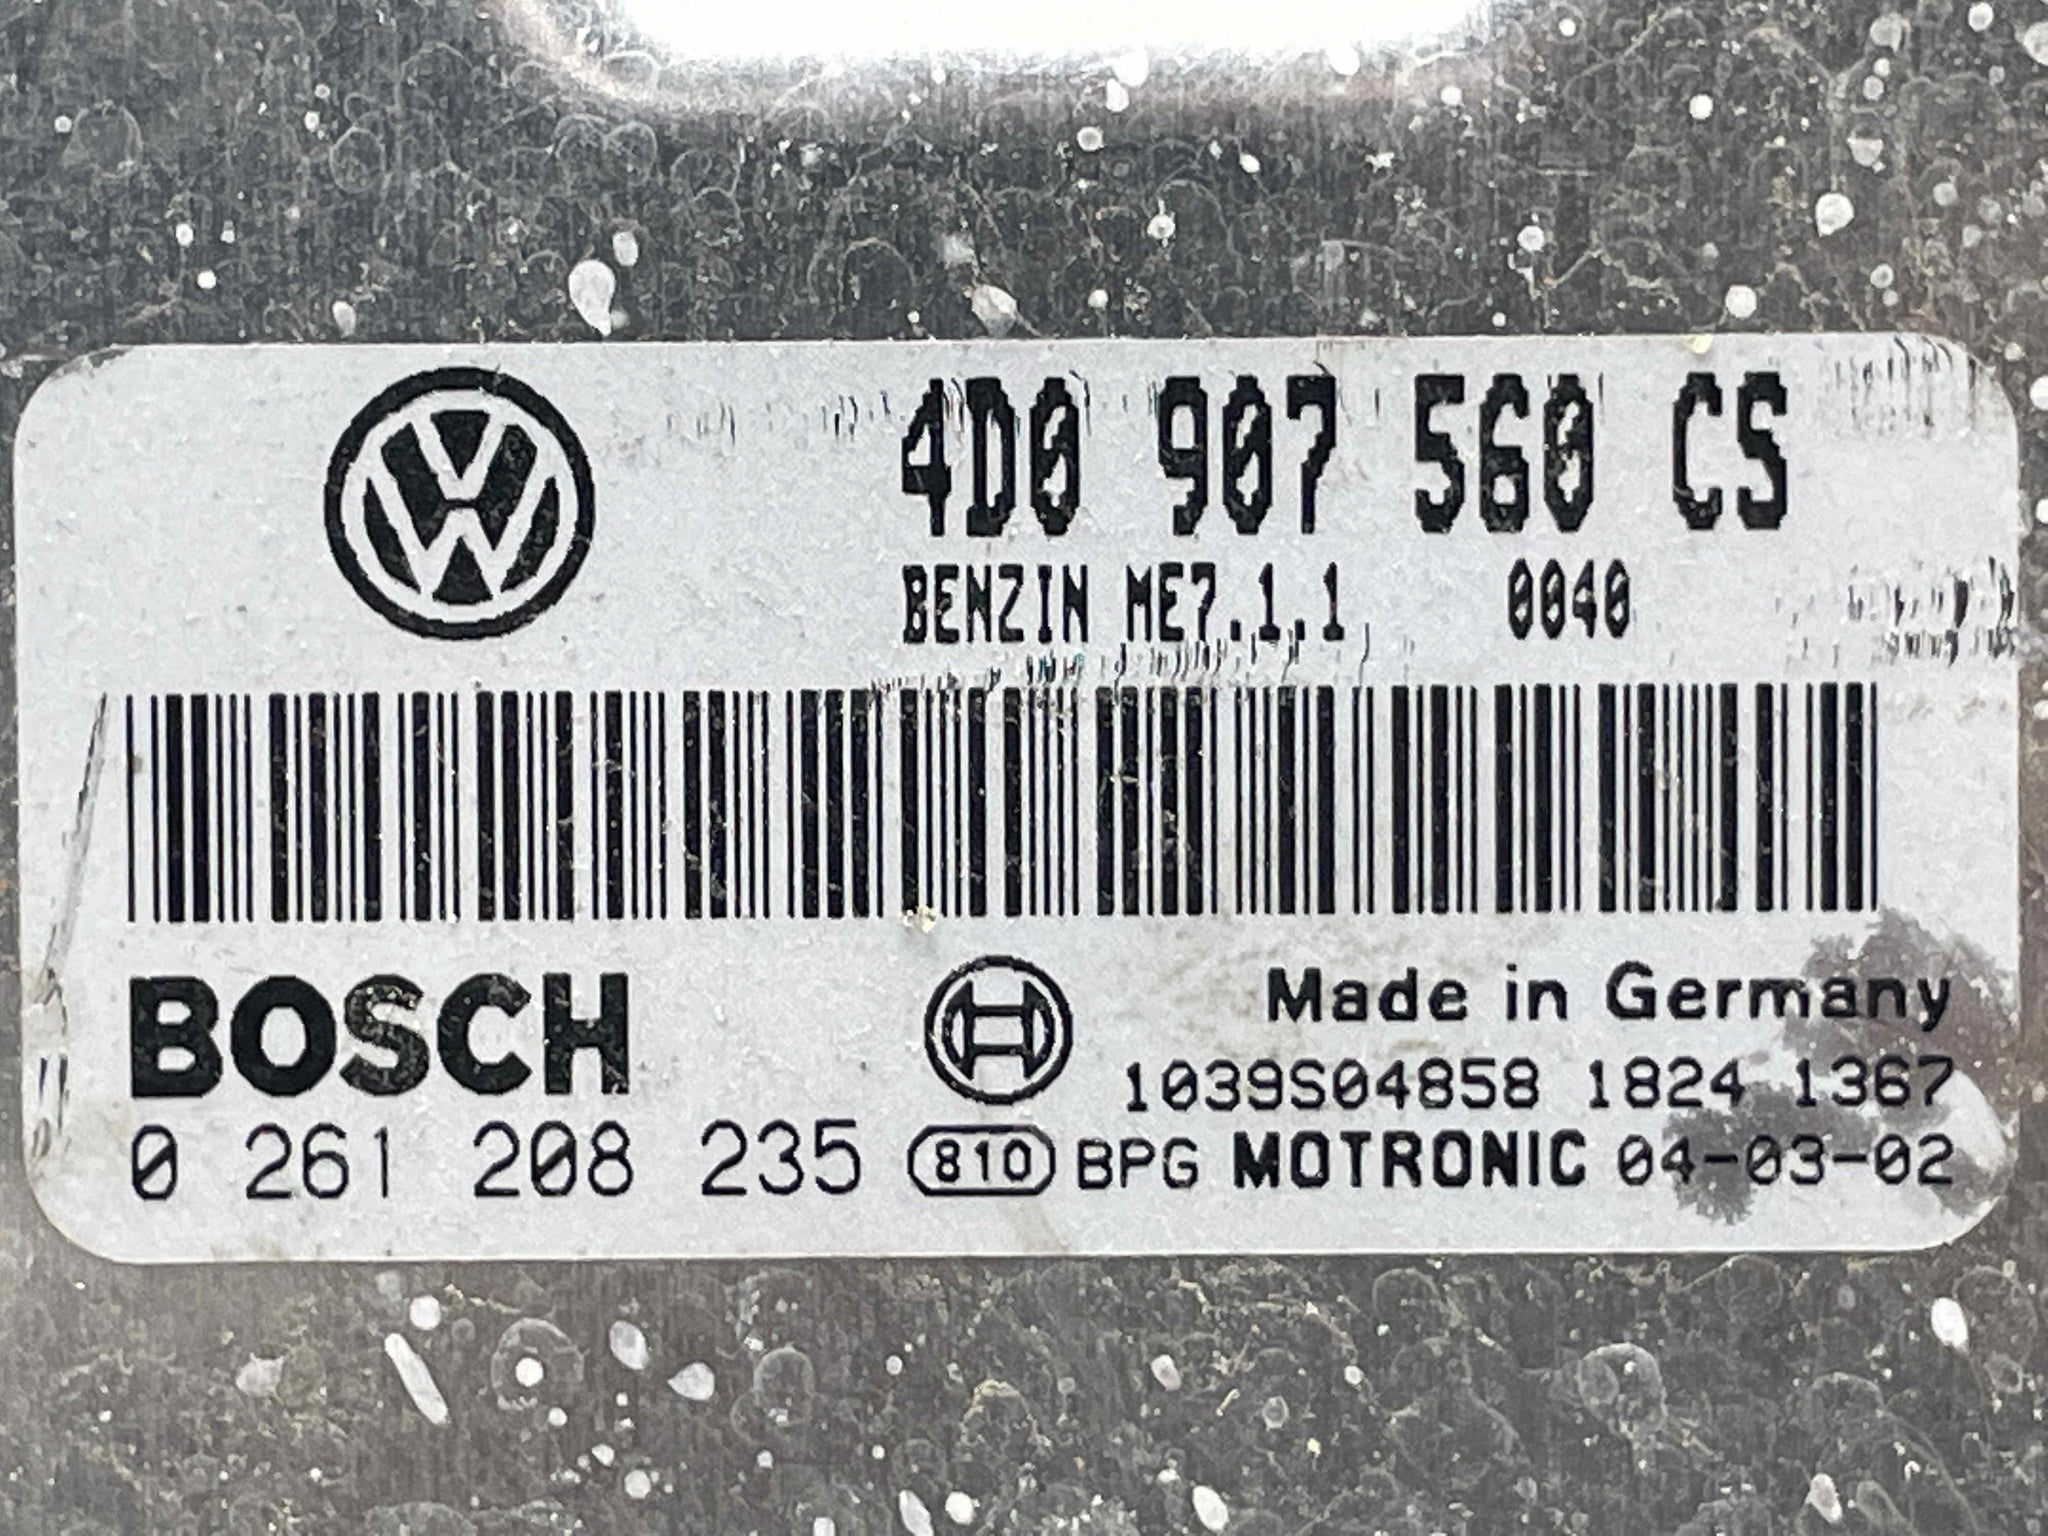 4D0 907 560 CS
BENZIN ME7.1.1 0040
BOSCH
Made in Germany
1039S04858 1824 1367
0 261 208 235 810 BPG MOTRONIC 04-03-02